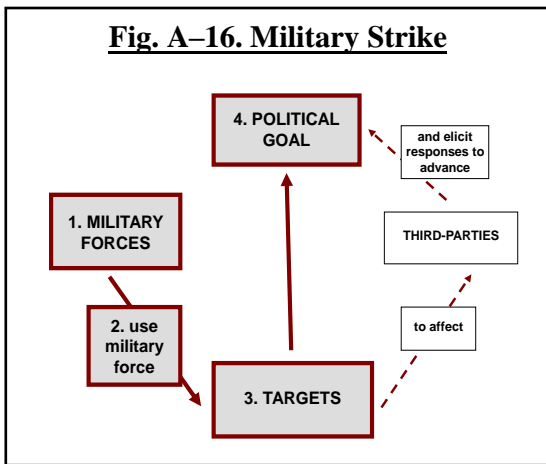 Fig. A–16. Military Strike
4. POLITICAL
GOAL
and elicit
responses to
advance
1. MILITARY
FORCES
THIRD-PARTIES
2. use
military
force
to affect
3. TARGETS